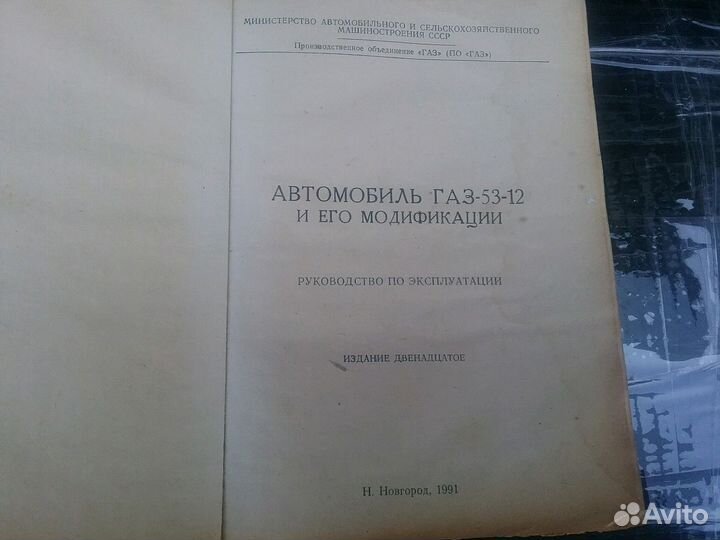 МИНИСТЕРСТВО АВТОМОБИЛЬНОГО И СЕЛЬСКОХОЗЯЙСТВЕННОГО
МАШИНОСТРОЕНИЯ СССР
Производственное объединение «ГАЗ» (ПО «ГАЗ»)
АВТОМОБИЛЬ ГАЗ-53-12
И ЕГО МОДИФИКАЦИИ
РУКОВОДСТВО ПО ЭКСПЛУАТАЦИИ
ИЗДАНИЕ ДВЕНАДЦАТОЕ
Н. Новгород, 1991
Avito